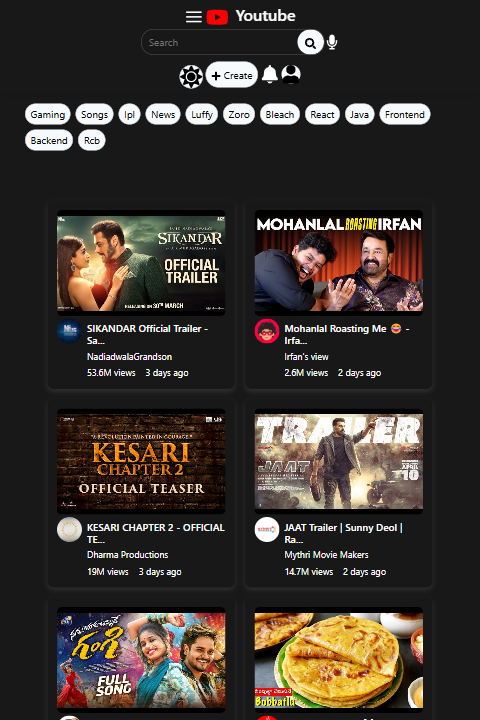 Youtube
Search
+ Create
Gaming
Songs
Ipl
News
Luffy
Zoro
Bleach
React
Java
Frontend
Backend
Rcb
SIKANDAR
OFFICIAL
TRAILER
RELEASING ON 30TH MARCH
SIKANDAR Official Trailer -
Sa...
NadiadwalaGrandson
53.6M views 3 days ago
MOHANLAL ROASTING IRFAN
Mohanlal Roasting Me 😂 -
Irfa...
Irfan's view
2.6M views 2 days ago
"A REVOLUTION PAINTED IN COURAGE"
KESARI
CHAPTER 2
OFFICIAL TEASER
KESARI CHAPTER 2 - OFFICIAL
TE...
Dharma Productions
19M views 3 days ago
TRAILER
JAAT
APRIL
10
JAAT Trailer | Sunny Deol |
Ra...
Mythri Movie Makers
14.7M views 2 days ago
FULL
SONG
Bobbatlu